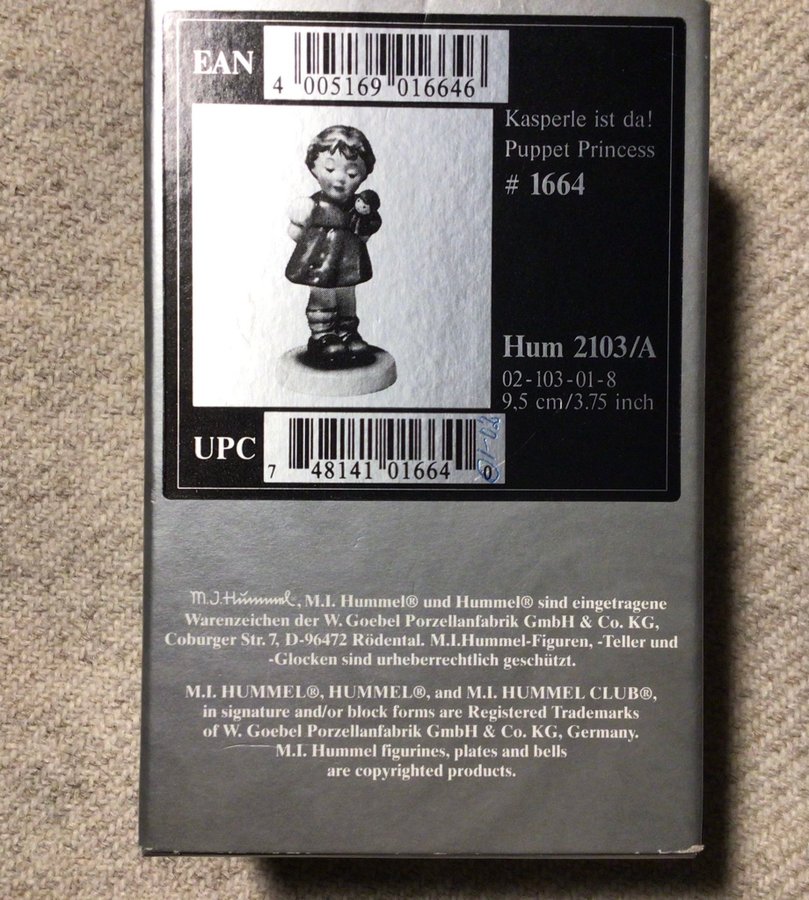 EAN
4 005169 016646
Kasperle ist da!
Puppet Princess
# 1664
Hum 2103/A
02-103-01-8
9,5 cm/3.75 inch
UPC
7 48141 01664 0
M.J.Hummel, M.I. Hummel® und Hummel® sind eingetragene
Warenzeichen der W. Goebel Porzellanfabrik GmbH & Co. KG,
Coburger Str. 7, D-96472 Rödental. M.I.Hummel-Figuren, -Teller und
-Glocken sind urheberrechtlich geschützt.
M.I. HUMMEL®, HUMMEL®, and M.I. HUMMEL CLUB®,
in signature and/or block forms are Registered Trademarks
of W. Goebel Porzellanfabrik GmbH & Co. KG, Germany.
M.I. Hummel figurines, plates and bells
are copyrighted products.